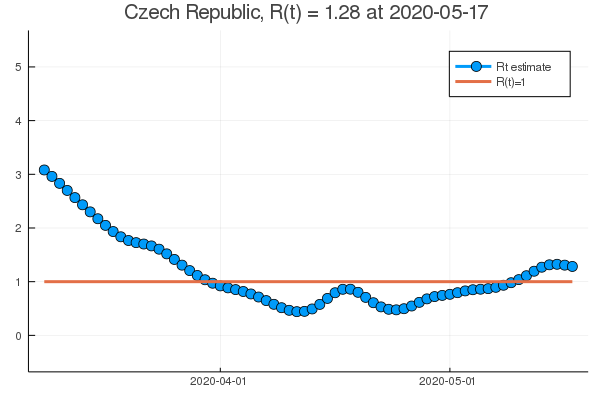 Czech Republic, R(t) = 1.28 at 2020-05-17
5
4
3
2
1
0
Rt estimate
R(t)=1
2020-04-01
2020-05-01